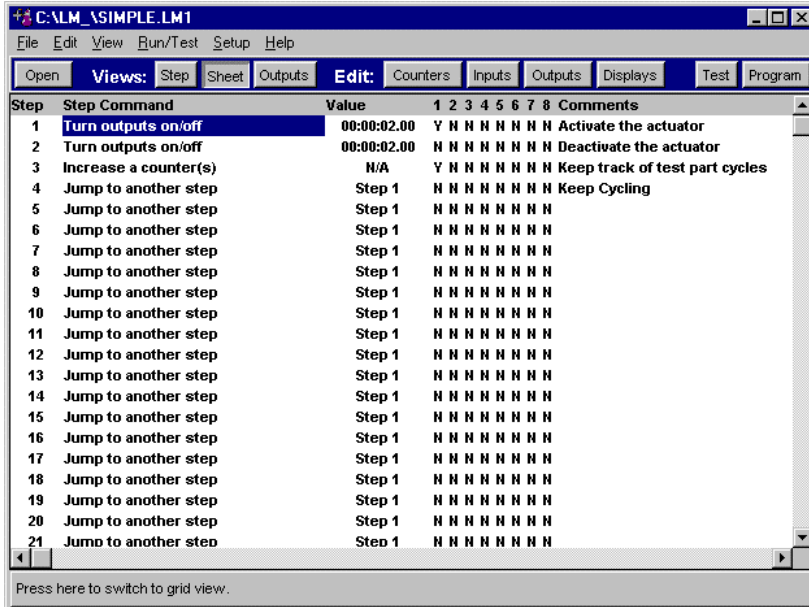 C:\LM_\SIMPLE.LM1
File Edit View Run/Test Setup Help
Open Views: Step Sheet Outputs Edit: Counters Inputs Outputs Displays Test Program
Step Step Command Value 1 2 3 4 5 6 7 8 Comments
1 Turn outputs on/off 00:00:02.00 Y N N N N N N N Activate the actuator
2 Turn outputs on/off 00:00:02.00 N N N N N N N N Deactivate the actuator
3 Increase a counter(s) N/A Y N N N N N N N Keep track of test part cycles
4 Jump to another step Step 1 N N N N N N N N Keep Cycling
5 Jump to another step Step 1 N N N N N N N N
6 Jump to another step Step 1 N N N N N N N N
7 Jump to another step Step 1 N N N N N N N N
8 Jump to another step Step 1 N N N N N N N N
9 Jump to another step Step 1 N N N N N N N N
10 Jump to another step Step 1 N N N N N N N N
11 Jump to another step Step 1 N N N N N N N N
12 Jump to another step Step 1 N N N N N N N N
13 Jump to another step Step 1 N N N N N N N N
14 Jump to another step Step 1 N N N N N N N N
15 Jump to another step Step 1 N N N N N N N N
16 Jump to another step Step 1 N N N N N N N N
17 Jump to another step Step 1 N N N N N N N N
18 Jump to another step Step 1 N N N N N N N N
19 Jump to another step Step 1 N N N N N N N N
20 Jump to another step Step 1 N N N N N N N N
21 Jump to another step Step 1 N N N N N N N N
Press here to switch to grid view.